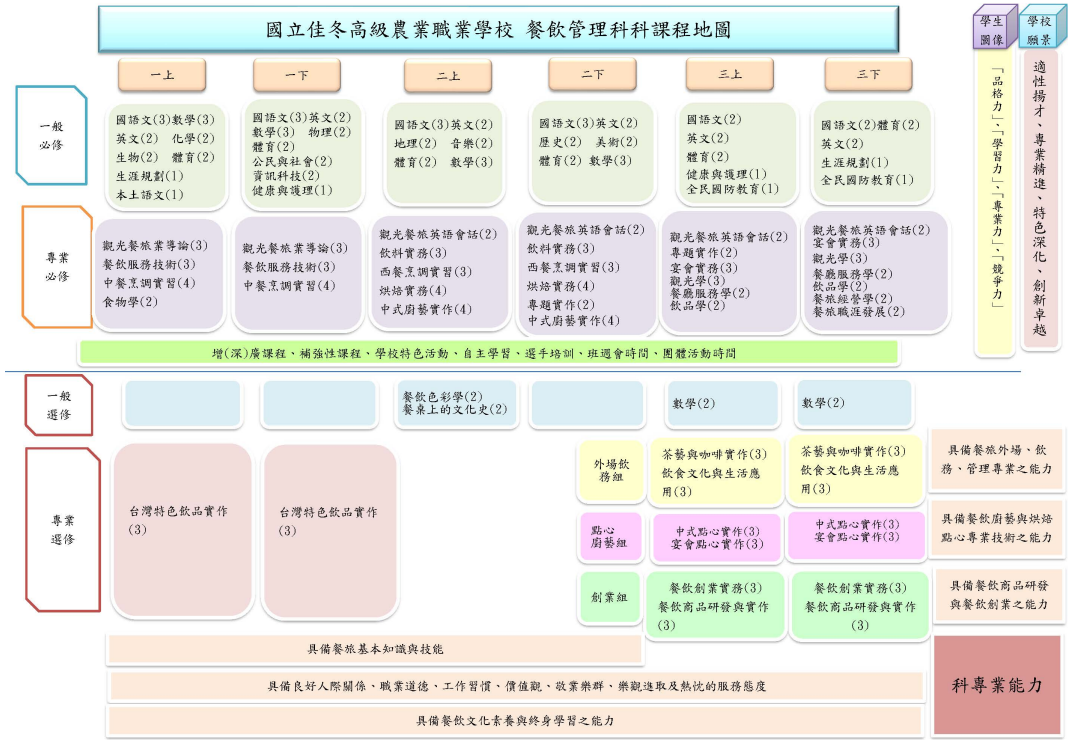 國立佳冬高級農業職業學校 餐飲管理科科課程地圖
學生
圖像
學校
願景
一上
一下
二上
二下
三上
三下
一般
必修
國語文(3)數學(3)
英文(2) 化學(2)
生物(2) 體育(2)
生涯規劃(1)
本土語文(1)
國語文(3)英文(2)
數學(3) 物理(2)
體育(2)
公民與社會(2)
資訊科技(2)
健康與護理(1)
國語文(3)英文(2)
地理(2) 音樂(2)
體育(2) 數學(3)
國語文(3)英文(2)
歷史(2) 美術(2)
體育(2) 數學(3)
國語文(2)
英文(2)
體育(2)
健康與護理(1)
全民國防教育(1)
國語文(2)體育(2)
英文(2)
生涯規劃(1)
全民國防教育(1)
「品格力」、「學習力」、「專業力」、「競爭力」
適性揚才、專業精進、特色深化、創新卓越
專業
必修
觀光餐旅業導論(3)
餐飲服務技術(3)
中餐烹調實習(4)
食物學(2)
觀光餐旅業導論(3)
餐飲服務技術(3)
中餐烹調實習(4)
觀光餐旅英語會話(2)
飲料實務(3)
西餐烹調實習(3)
烘焙實務(4)
中式廚藝實作(4)
觀光餐旅英語會話(2)
飲料實務(3)
西餐烹調實習(3)
烘焙實務(4)
專題實作(2)
中式廚藝實作(4)
觀光餐旅英語會話(2)
專題實作(2)
宴會實務(3)
觀光學(3)
餐廳服務學(2)
飲品學(2)
觀光餐旅英語會話(2)
宴會實務(3)
觀光學(3)
餐廳服務學(2)
飲品學(2)
餐旅經營學(2)
餐旅職涯發展(2)
增(深)廣課程、補強性課程、學校特色活動、自主學習、選手培訓、班週會時間、團體活動時間
一般
選修
餐飲色彩學(2)
餐桌上的文化史(2)
數學(2)
數學(2)
專業
選修
台灣特色飲品實作
(3)
台灣特色飲品實作
(3)
外場飲
務組
茶藝與咖啡實作(3)
飲食文化與生活應
用(3)
茶藝與咖啡實作(3)
飲食文化與生活應
用(3)
具備餐旅外場、飲
務、管理專業之能力
點心
廚藝組
中式點心實作(3)
宴會點心實作(3)
中式點心實作(3)
宴會點心實作(3)
具備餐飲廚藝與烘焙
點心專業技術之能力
創業組
餐飲創業實務(3)
餐飲商品研發與實作
(3)
餐飲創業實務(3)
餐飲商品研發與實作
(3)
具備餐飲商品研發
與餐飲創業之能力
具備餐旅基本知識與技能
具備良好人際關係、職業道德、工作習慣、價值觀、敬業樂群、樂觀進取及熱忱的服務態度
具備餐飲文化素養與終身學習之能力
科專業能力